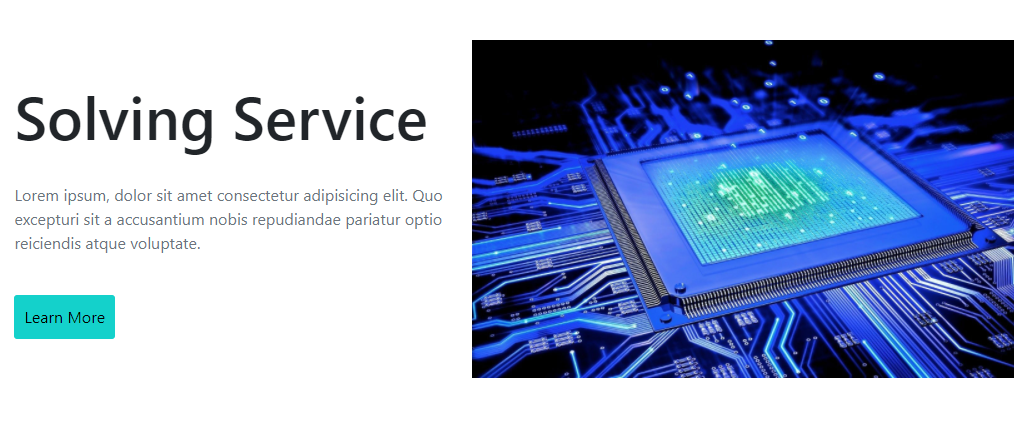 Solving Service
Lorem ipsum, dolor sit amet consectetur adipisicing elit. Quo
excepturi sit a accusantium nobis repudiandae pariatur optio
reiciendis atque voluptate.
Learn More